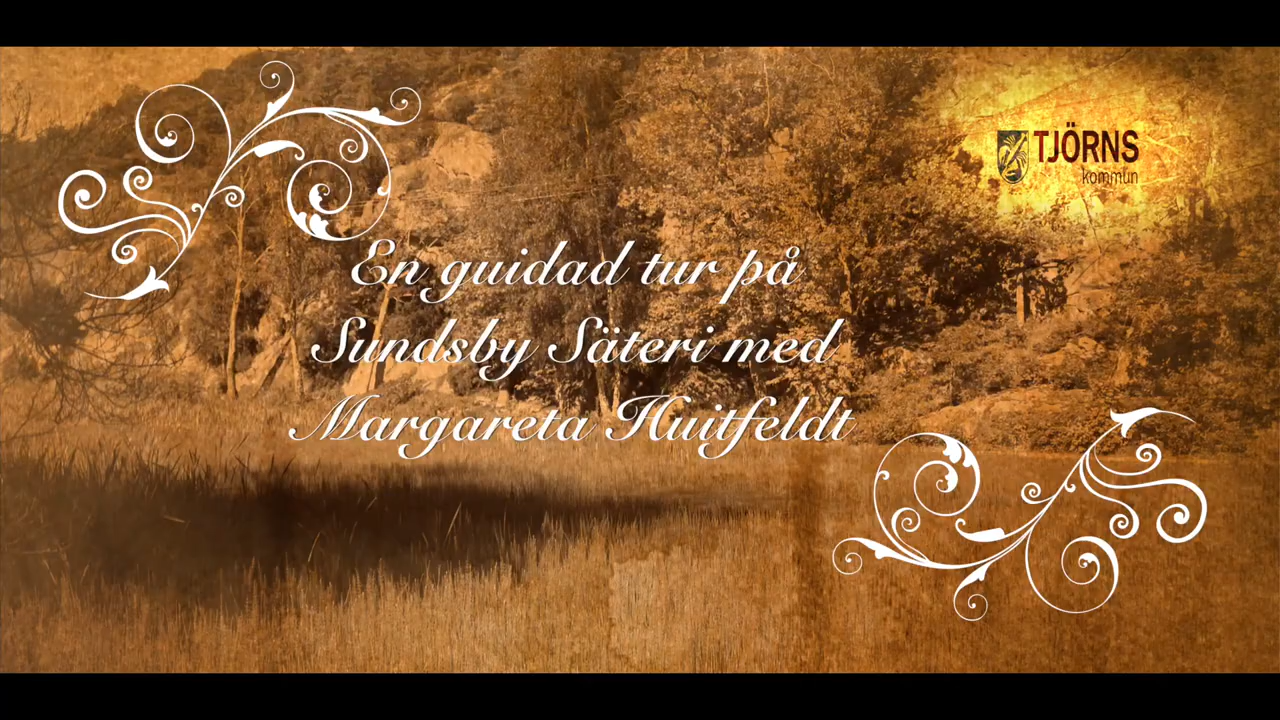 TJÖRNS
kommun
En guidad tur på
Sundsby Säteri med
Margareta Huitfeldt